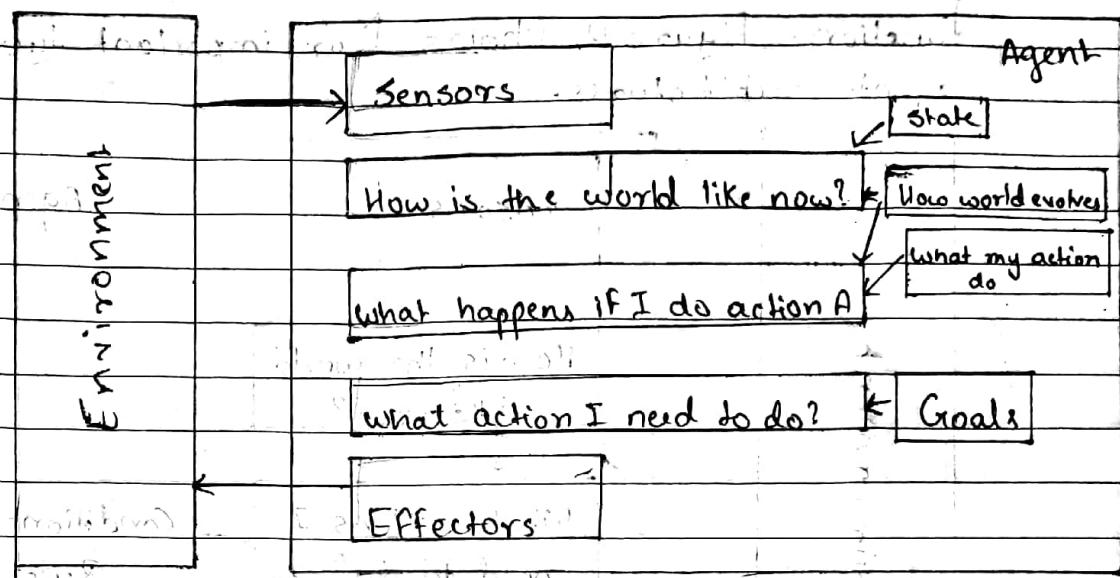 Agent
Sensors
state
How is the world like now?
How world evolves
what my action
do
what happens if I do action A
what action I need to do?
Goals
Effectors
Environment